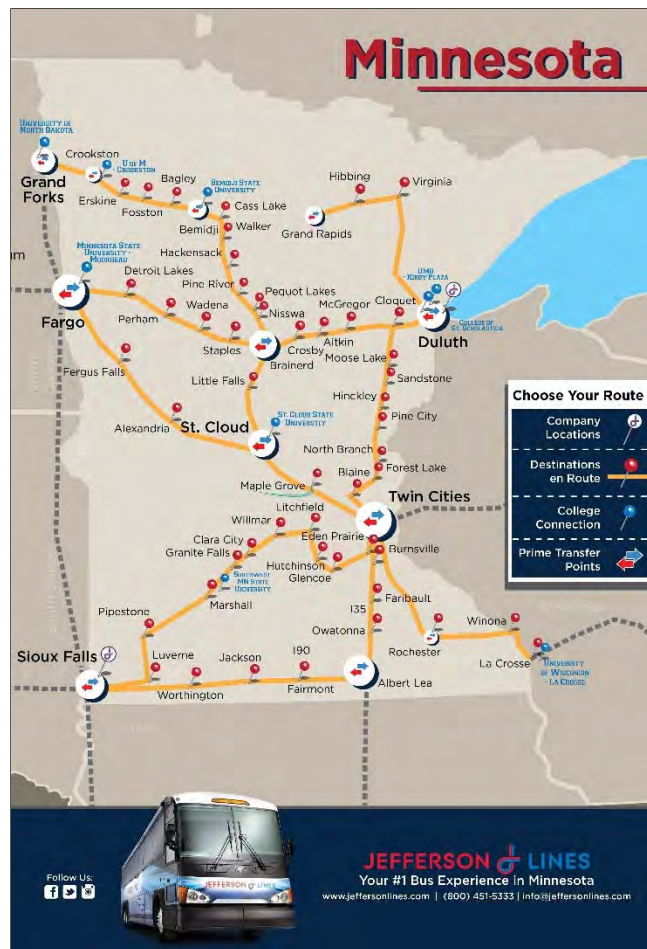 Minnesota
UNIVERSITY OF
NORTH DAKOTA
Crookston
U OF M
- CROOKSTON
Grand
Forks
Erskine
Fosston
Bagley
BEMIDJI STATE
UNIVERSITY
Bemidji
Cass Lake
Walker
Hackensack
Pine River
Pequot Lakes
Nisswa
Hibbing
Virginia
Grand Rapids
MINNESOTA STATE
UNIVERSITY -
MOORHEAD
Fargo
Detroit Lakes
Perham
Wadena
Staples
Brainerd
Crosby
Aitkin
McGregor
Cloquet
UMD
- KIRBY PLAZA
Duluth
COLLEGE OF
ST. SCHOLASTICA
Moose Lake
Sandstone
Hinckley
Pine City
North Branch
Forest Lake
Blaine
Fergus Falls
Alexandria
Little Falls
St. Cloud
ST. CLOUD STATE
UNIVERSITY
Maple Grove
Twin Cities
Litchfield
Willmar
Eden Prairie
Burnsville
Clara City
Granite Falls
Hutchinson
Glencoe
SOUTHWEST
MN STATE
UNIVERSITY
Marshall
Pipestone
Faribault
I35
Owatonna
Rochester
Winona
La Crosse
UNIVERSITY
OF WISCONSIN
- LA CROSSE
Sioux Falls
Luverne
Worthington
Jackson
I90
Fairmont
Albert Lea
Choose Your Route
Company
Locations
Destinations
en Route
College
Connection
Prime Transfer
Points
Follow Us:
JEFFERSON LINES
JEFFERSON LINES
Your #1 Bus Experience in Minnesota
www.jeffersonlines.com | (800) 451-5333 | info@jeffersonlines.com